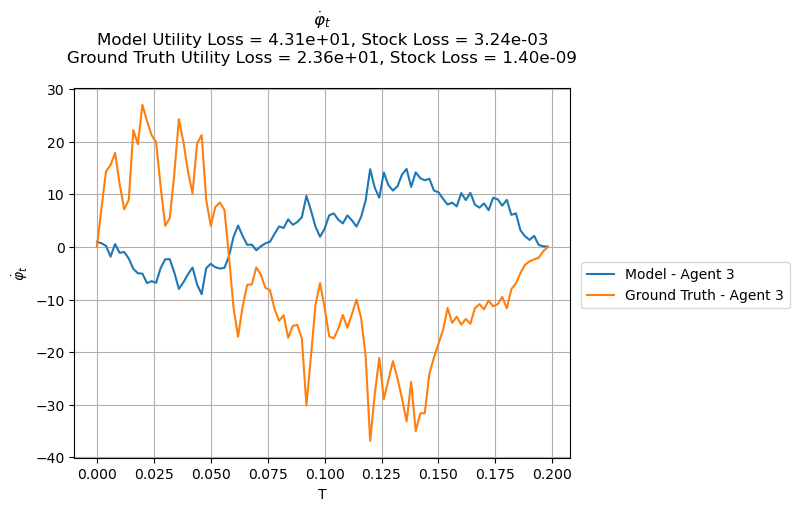 φ̇ₜ
Model Utility Loss = 4.31e+01, Stock Loss = 3.24e-03
Ground Truth Utility Loss = 2.36e+01, Stock Loss = 1.40e-09
30
20
10
0
−10
−20
−30
−40
φ̇ₜ
0.000 0.025 0.050 0.075 0.100 0.125 0.150 0.175 0.200
T
Model - Agent 3
Ground Truth - Agent 3